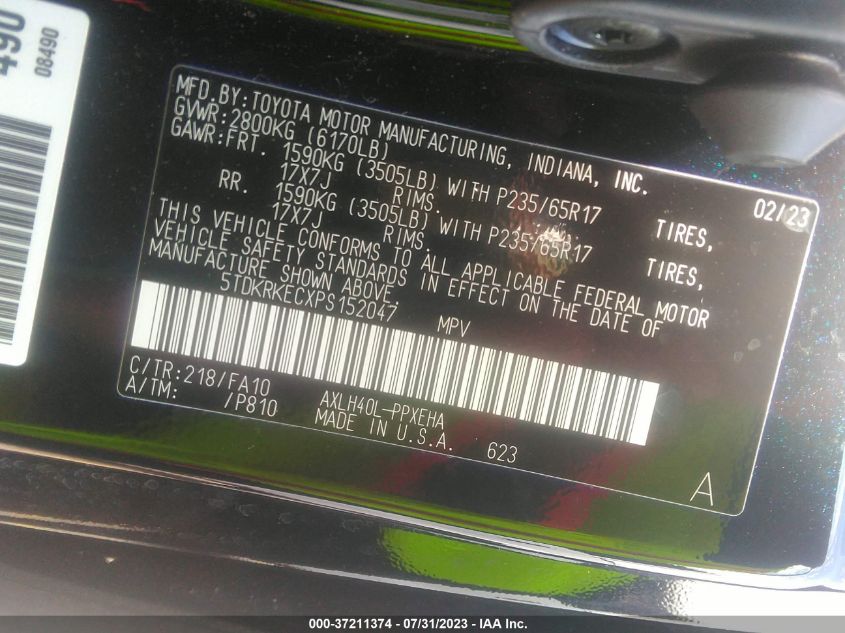 490
08490
MFD.BY:TOYOTA MOTOR MANUFACTURING, INDIANA, INC. 02/23
GVWR:2800KG (6170LB)
GAWR:FRT. 1590KG (3505LB) WITH P235/65R17 TIRES,
17X7J RIMS.
RR. 1590KG (3505LB) WITH P235/65R17 TIRES,
17X7J RIMS.
THIS VEHICLE CONFORMS TO ALL APPLICABLE FEDERAL MOTOR
VEHICLE SAFETY STANDARDS IN EFFECT ON THE DATE OF
MANUFACTURE SHOWN ABOVE.
5TDKRKECXPS152047 MPV
C/TR:218/FA10 AXLH40L-PPXEHA
A/TM: /P810 MADE IN U.S.A. 623
A
000-37211374 / 07/31/2023 - IAA Inc.